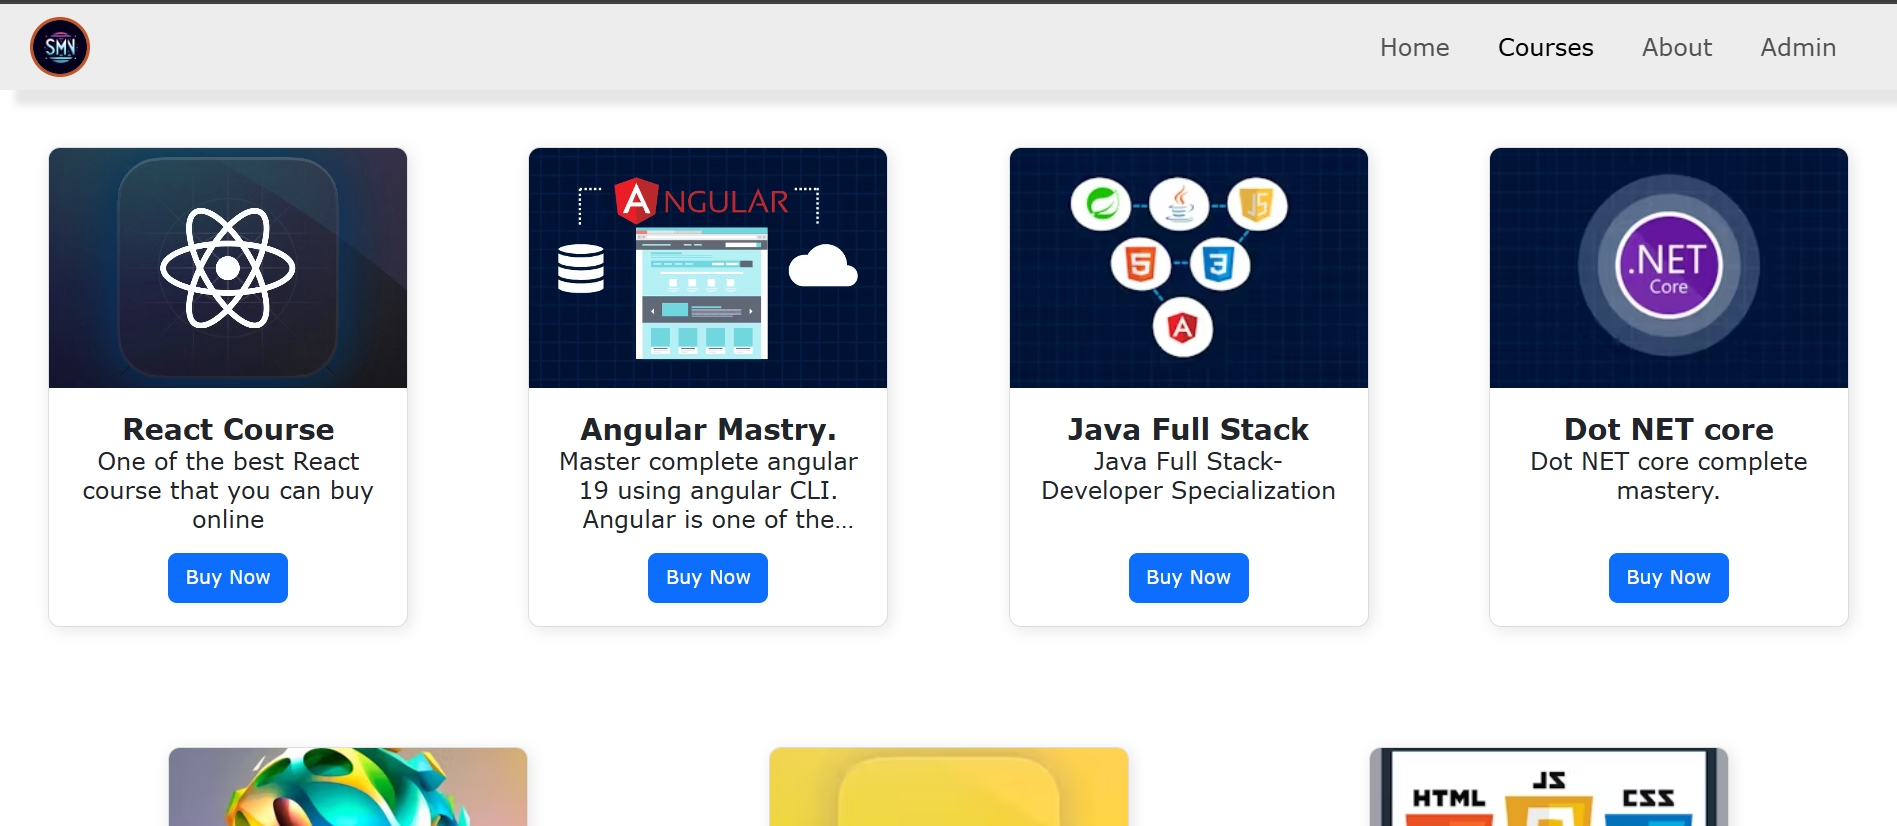 SMN
Home Courses About Admin
ANGULAR
JS
.NET
Core
React Course
One of the best React
course that you can buy
online
Buy Now
Angular Mastry.
Master complete angular
19 using angular CLI.
Angular is one of the...
Buy Now
Java Full Stack
Java Full Stack-
Developer Specialization
Buy Now
Dot NET core
Dot NET core complete
mastery.
Buy Now
HTML
JS
CSS